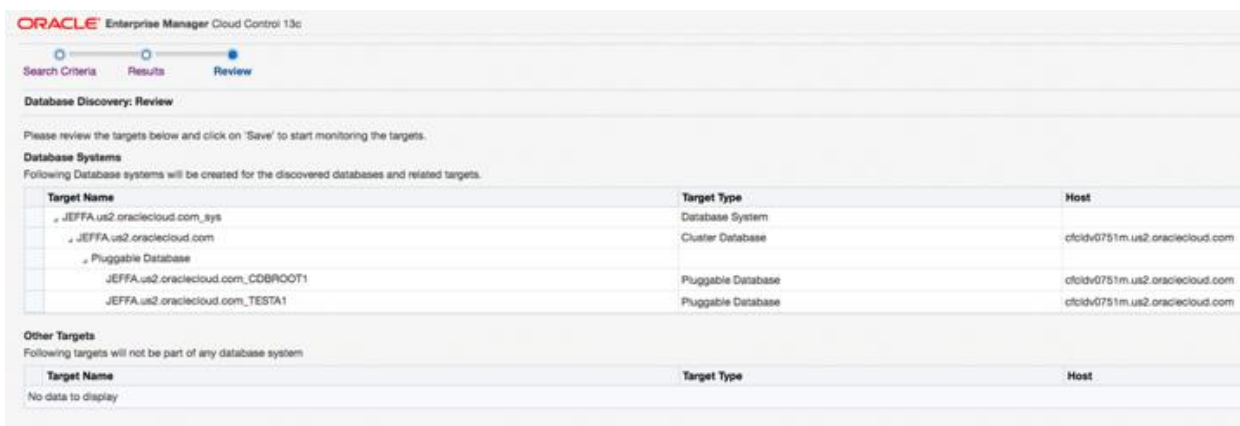 ORACLE Enterprise Manager Cloud Control 13c
Search Criteria Results Review
Database Discovery: Review
Please review the targets below and click on 'Save' to start monitoring the targets.
Database Systems
Following Database systems will be created for the discovered databases and related targets.
Target Name Target Type Host
JEFFA.us2.oraclecloud.com_sys Database System
JEFFA.us2.oraclecloud.com Cluster Database cfcldv0751m.us2.oraclecloud.com
Pluggable Database
JEFFA.us2.oraclecloud.com_CDBROOT1 Pluggable Database cfcldv0751m.us2.oraclecloud.com
JEFFA.us2.oraclecloud.com_TESTA1 Pluggable Database cfcldv0751m.us2.oraclecloud.com
Other Targets
Following targets will not be part of any database system
Target Name Target Type Host
No data to display